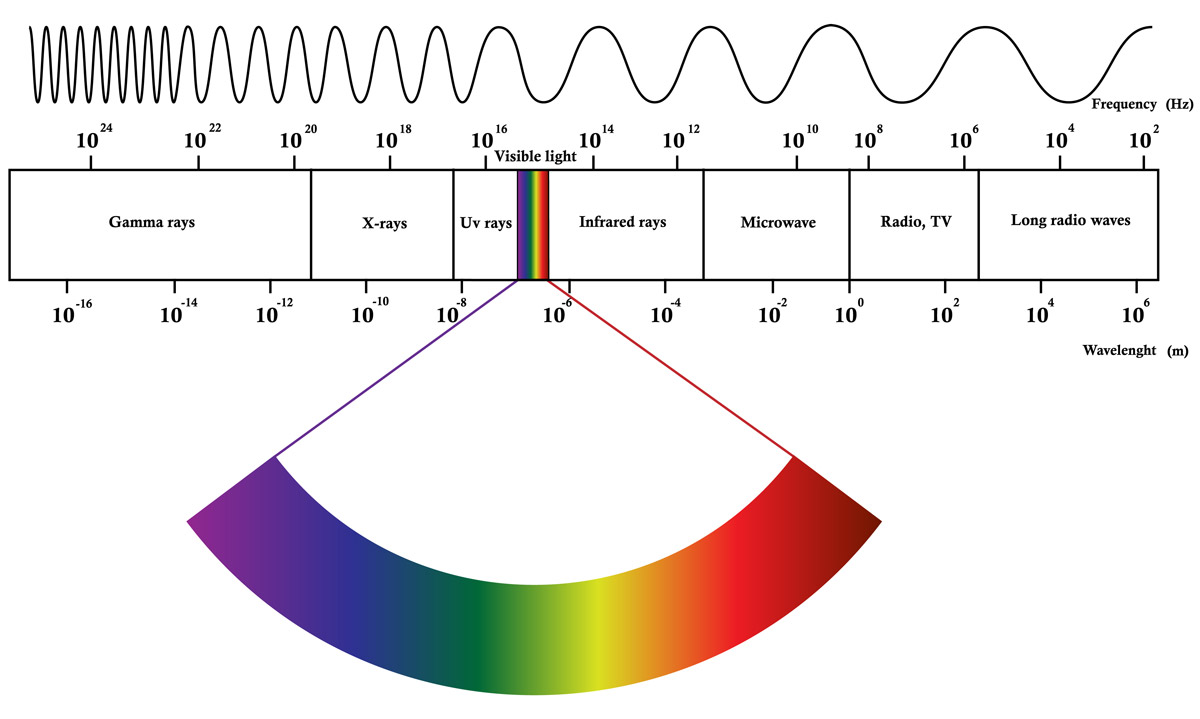 Frequency (Hz)
10^24 10^22 10^20 10^18 10^16 10^14 10^12 10^10 10^8 10^6 10^4 10^2
Visible light
Gamma rays X-rays Uv rays Infrared rays Microwave Radio, TV Long radio waves
10^-16 10^-14 10^-12 10^-10 10^-8 10^-6 10^-4 10^-2 10^0 10^2 10^4 10^6
Wavelenght (m)